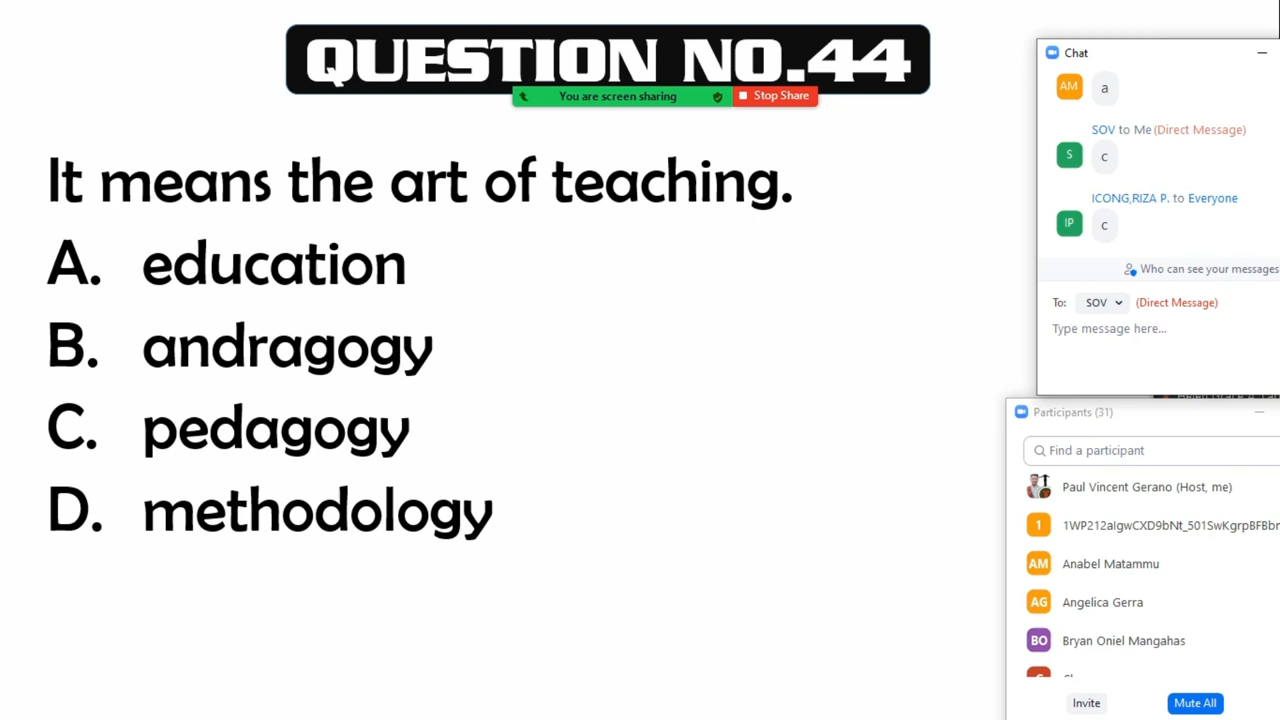 QUESTION NO.44
You are screen sharing
Stop Share
It means the art of teaching.
A. education
B. andragogy
C. pedagogy
D. methodology
Chat
AM
a
SOV to Me (Direct Message)
S
c
ICONG,RIZA P. to Everyone
IP
c
Who can see your messages
To: SOV (Direct Message)
Type message here...
Participants (31)
Find a participant
Paul Vincent Gerano (Host, me)
1
AM Anabel Matammu
AG Angelica Gerra
BO Bryan Oniel Mangahas
Invite
Mute All